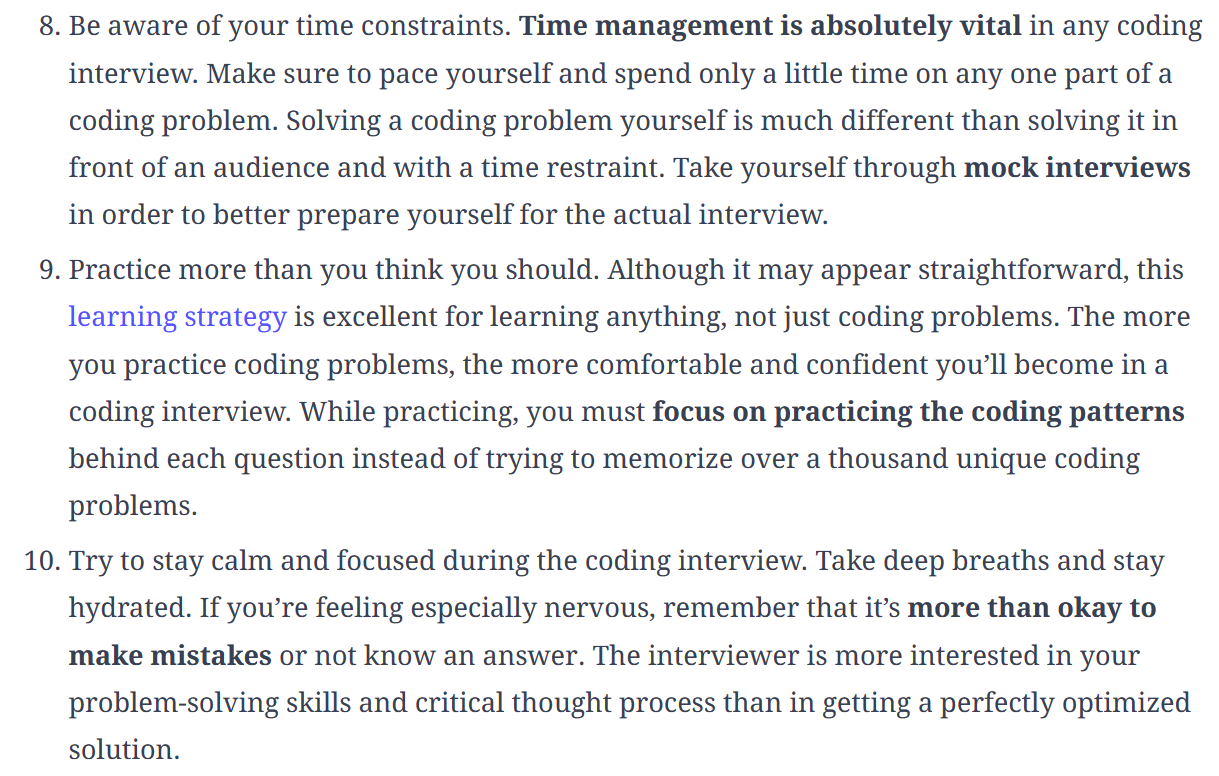 8. Be aware of your time constraints. Time management is absolutely vital in any coding
interview. Make sure to pace yourself and spend only a little time on any one part of a
coding problem. Solving a coding problem yourself is much different than solving it in
front of an audience and with a time restraint. Take yourself through mock interviews
in order to better prepare yourself for the actual interview.
9. Practice more than you think you should. Although it may appear straightforward, this
learning strategy is excellent for learning anything, not just coding problems. The more
you practice coding problems, the more comfortable and confident you’ll become in a
coding interview. While practicing, you must focus on practicing the coding patterns
behind each question instead of trying to memorize over a thousand unique coding
problems.
10. Try to stay calm and focused during the coding interview. Take deep breaths and stay
hydrated. If you’re feeling especially nervous, remember that it’s more than okay to
make mistakes or not know an answer. The interviewer is more interested in your
problem-solving skills and critical thought process than in getting a perfectly optimized
solution.